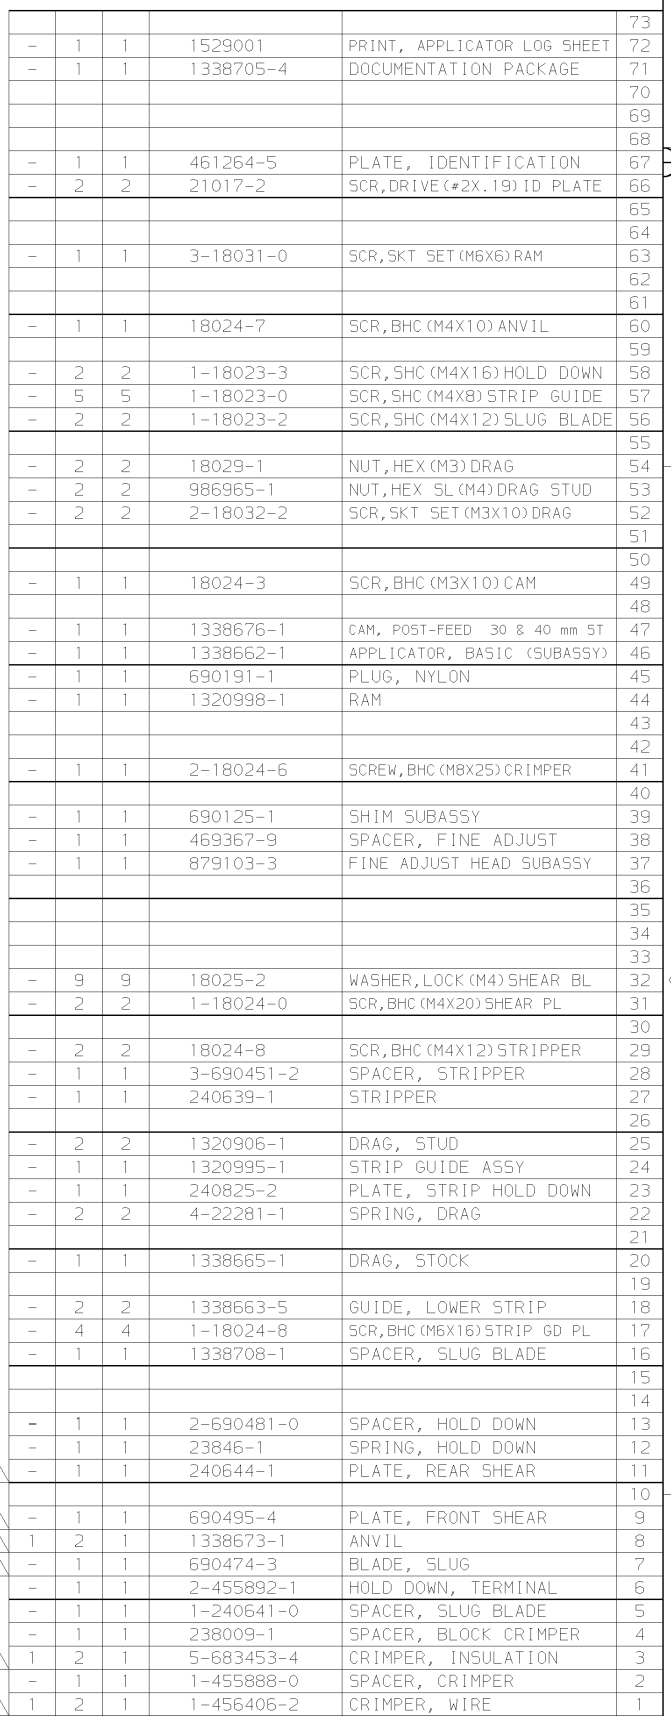 73
- 1 1 1529001 PRINT, APPLICATOR LOG SHEET 72
- 1 1 1338705-4 DOCUMENTATION PACKAGE 71
70
69
68
- 1 1 461264-5 PLATE, IDENTIFICATION 67
- 2 2 21017-2 SCR,DRIVE(#2X.19)ID PLATE 66
65
64
- 1 1 3-18031-0 SCR,SKT SET(M6X6)RAM 63
62
61
- 1 1 18024-7 SCR,BHC(M4X10)ANVIL 60
59
- 2 2 1-18023-3 SCR,SHC(M4X16)HOLD DOWN 58
- 5 5 1-18023-0 SCR,SHC(M4X8)STRIP GUIDE 57
- 2 2 1-18023-2 SCR,SHC(M4X12)SLUG BLADE 56
55
- 2 2 18029-1 NUT,HEX(M3)DRAG 54
- 2 2 986965-1 NUT,HEX SL(M4)DRAG STUD 53
- 2 2 2-18032-2 SCR,SKT SET(M3X10)DRAG 52
51
50
- 1 1 18024-3 SCR,BHC(M3X10)CAM 49
48
- 1 1 1338676-1 CAM, POST-FEED 30 & 40 mm ST 47
- 1 1 1338662-1 APPLICATOR, BASIC (SUBASSY) 46
- 1 1 690191-1 PLUG, NYLON 45
- 1 1 1320998-1 RAM 44
43
42
- 1 1 2-18024-6 SCREW,BHC(M8X25)CRIMPER 41
40
- 1 1 690125-1 SHIM SUBASSY 39
- 1 1 469367-9 SPACER, FINE ADJUST 38
- 1 1 879103-3 FINE ADJUST HEAD SUBASSY 37
36
35
34
33
- 9 9 18025-2 WASHER,LOCK(M4)SHEAR BL 32
- 2 2 1-18024-0 SCR,BHC(M4X20)SHEAR PL 31
30
- 2 2 18024-8 SCR,BHC(M4X12)STRIPPER 29
- 1 1 3-690451-2 SPACER, STRIPPER 28
- 1 1 240639-1 STRIPPER 27
26
- 2 2 1320906-1 DRAG, STUD 25
- 1 1 1320995-1 STRIP GUIDE ASSY 24
- 1 1 240825-2 PLATE, STRIP HOLD DOWN 23
- 2 2 4-22281-1 SPRING, DRAG 22
21
- 1 1 1338665-1 DRAG, STOCK 20
19
- 2 2 1338663-5 GUIDE, LOWER STRIP 18
- 4 4 1-18024-8 SCR,BHC(M6X16)STRIP GD PL 17
- 1 1 1338708-1 SPACER, SLUG BLADE 16
15
14
- 1 1 2-690481-0 SPACER, HOLD DOWN 13
- 1 1 23846-1 SPRING, HOLD DOWN 12
- 1 1 240644-1 PLATE, REAR SHEAR 11
10
- 1 1 690495-4 PLATE, FRONT SHEAR 9
1 2 1 1338673-1 ANVIL 8
- 1 1 690474-3 BLADE, SLUG 7
- 1 1 2-455892-1 HOLD DOWN, TERMINAL 6
- 1 1 1-240641-0 SPACER, SLUG BLADE 5
- 1 1 238009-1 SPACER, BLOCK CRIMPER 4
1 2 1 5-683453-4 CRIMPER, INSULATION 3
- 1 1 1-455888-0 SPACER, CRIMPER 2
1 2 1 1-456406-2 CRIMPER, WIRE 1